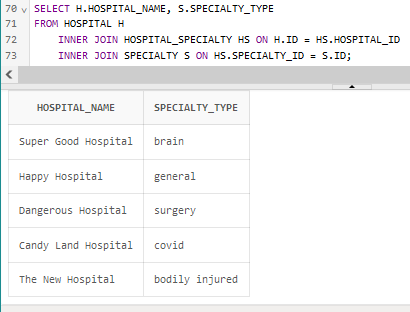 70 SELECT H.HOSPITAL_NAME, S.SPECIALTY_TYPE
71 FROM HOSPITAL H
72 INNER JOIN HOSPITAL_SPECIALTY HS ON H.ID = HS.HOSPITAL_ID
73 INNER JOIN SPECIALTY S ON HS.SPECIALTY_ID = S.ID;
HOSPITAL_NAME SPECIALTY_TYPE
Super Good Hospital brain
Happy Hospital general
Dangerous Hospital surgery
Candy Land Hospital covid
The New Hospital bodily injured